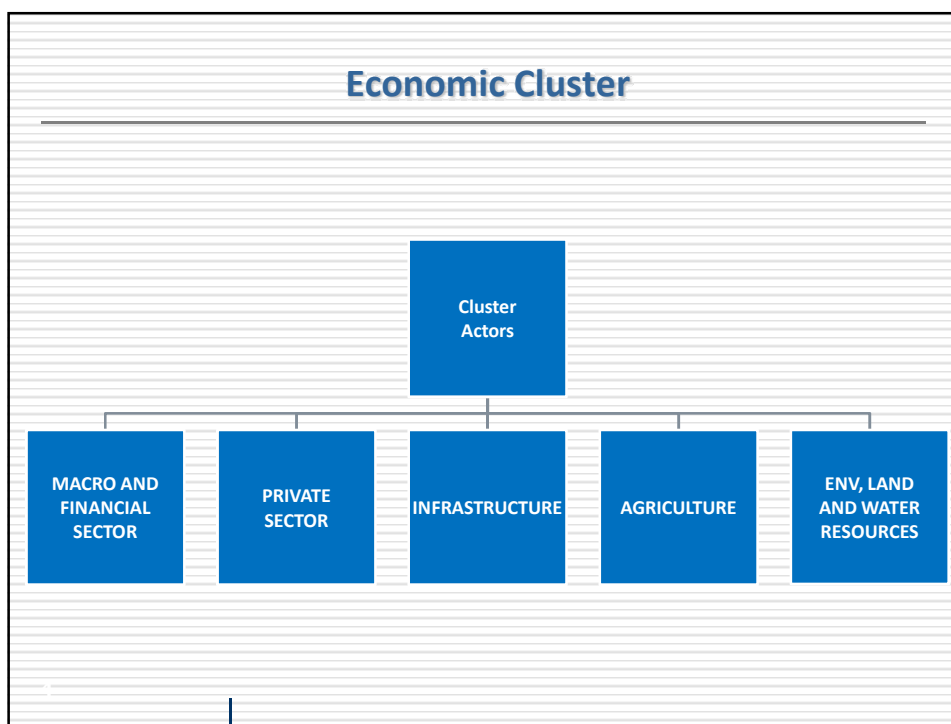 Economic Cluster
Cluster
Actors
MACRO AND
FINANCIAL
SECTOR
PRIVATE
SECTOR
INFRASTRUCTURE
AGRICULTURE
ENV, LAND
AND WATER
RESOURCES